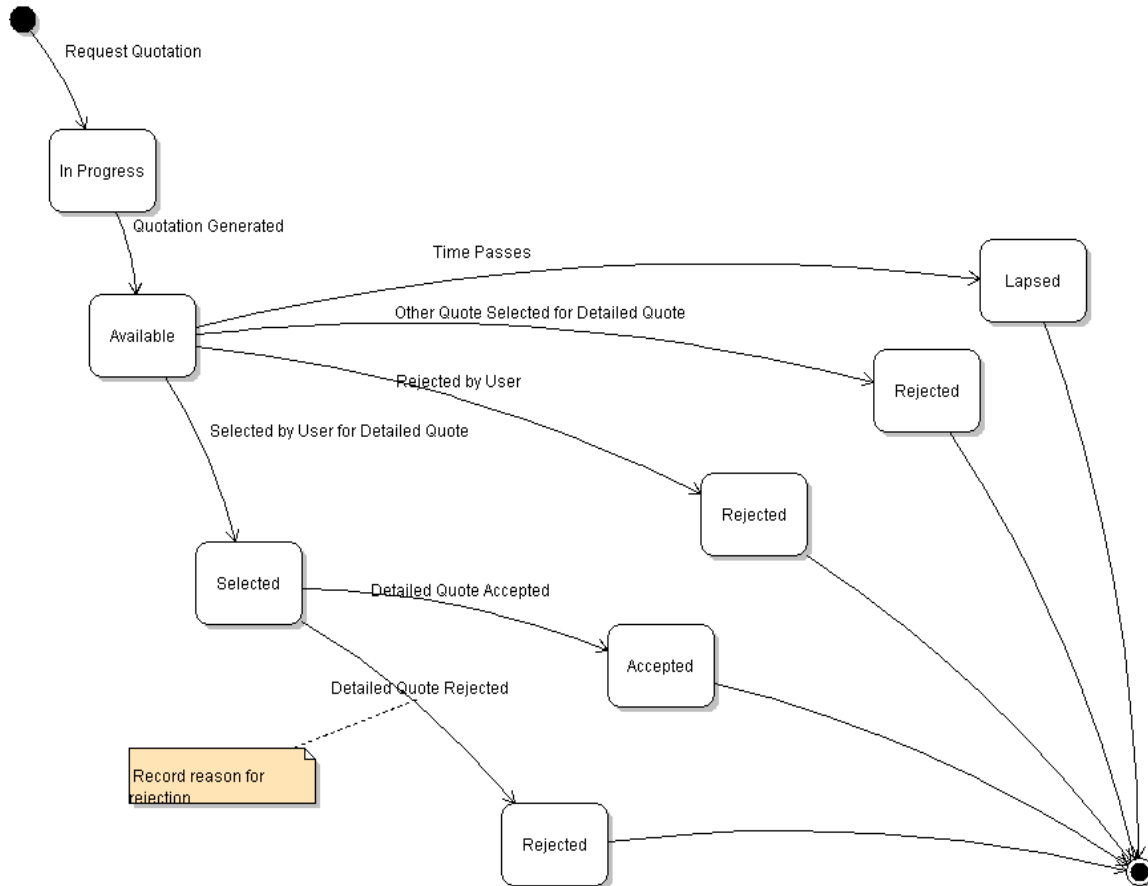 Request Quotation
In Progress
Quotation Generated
Time Passes
Lapsed
Other Quote Selected for Detailed Quote
Available
Rejected by User
Rejected
Selected by User for Detailed Quote
Rejected
Selected
Detailed Quote Accepted
Accepted
Detailed Quote Rejected
Record reason for
rejection
Rejected